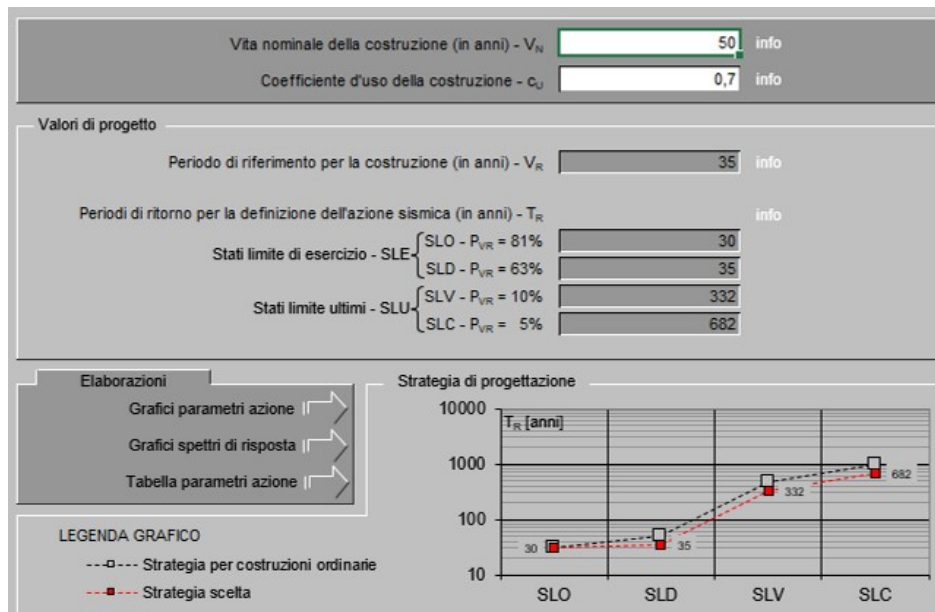 Vita nominale della costruzione (in anni) - VN 50 info
Coefficiente d'uso della costruzione - cU 0,7 info
Valori di progetto
Periodo di riferimento per la costruzione (in anni) - VR 35 info
Periodi di ritorno per la definizione dell'azione sismica (in anni) - TR info
Stati limite di esercizio - SLE
SLO - PVR = 81% 30
SLD - PVR = 63% 35
Stati limite ultimi - SLU
SLV - PVR = 10% 332
SLC - PVR = 5% 682
Elaborazioni
Grafici parametri azione
Grafici spettri di risposta
Tabella parametri azione
Strategia di progettazione
10000
TR [anni]
1000
682
332
100
30
35
10
SLO SLD SLV SLC
LEGENDA GRAFICO
Strategia per costruzioni ordinarie
Strategia scelta